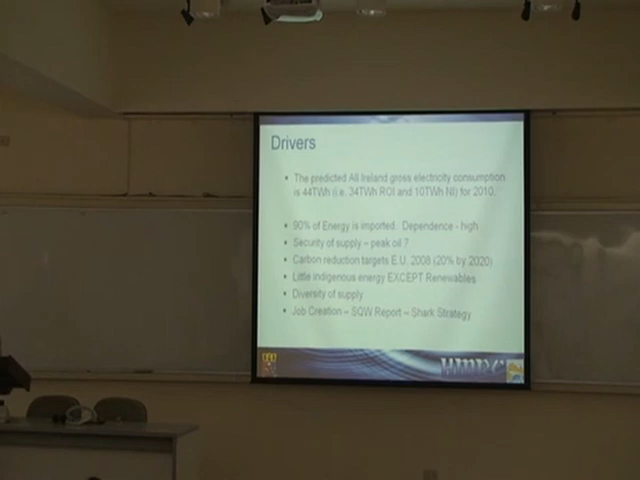 Drivers
• The predicted All Ireland gross electricity consumption
is 44TWh (i.e. 34TWh ROI and 10TWh NI) for 2010.
• 90% of Energy is imported. Dependence - high
• Security of supply – peak oil ?
• Carbon reduction targets E.U. 2008 (20% by 2020)
• Little indigenous energy EXCEPT Renewables
• Diversity of supply
• Job Creation – SQW Report – Shark Strategy